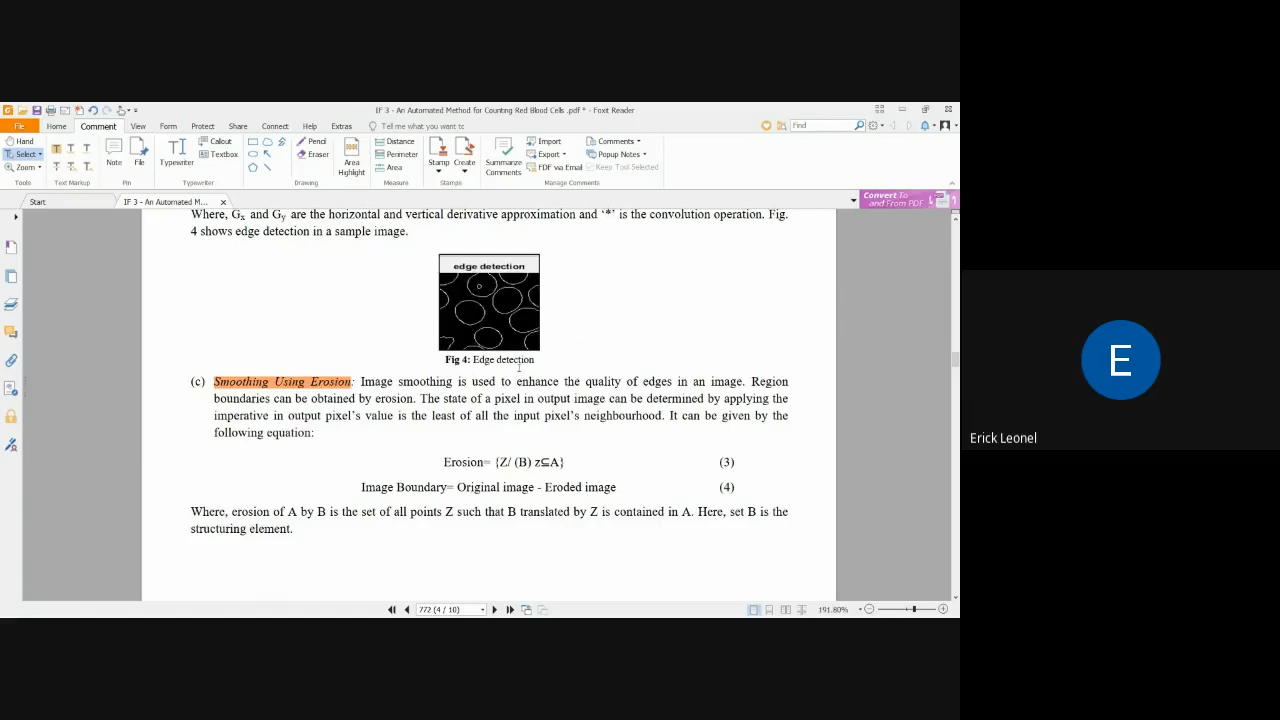 IF 3 - An Automated Method for Counting Red Blood Cells .pdf * - Foxit Reader
File Home Comment View Form Protect Share Connect Help Extras Tell me what you want tc Find
Hand
Select
Zoom
Tools
Text Markup
Note
File
Pin
Typewriter
Callout
Textbox
Typewriter
Pencil
Eraser
Drawing
Area
Highlight
Distance
Perimeter
Area
Measure
Stamp
Create
Stamps
Summarize
Comments
Import
Export
FDF via Email
Comments
Popup Notes
Keep Tool Selected
Manage Comments
Start
IF 3 - An Automated M...
Convert To
and From PDF
Where, Gx and Gy are the horizontal and vertical derivative approximation and ‘*’ is the convolution operation. Fig.
4 shows edge detection in a sample image.
edge detection
Fig 4: Edge detection
(c) Smoothing Using Erosion: Image smoothing is used to enhance the quality of edges in an image. Region
boundaries can be obtained by erosion. The state of a pixel in output image can be determined by applying the
imperative in output pixel’s value is the least of all the input pixel’s neighbourhood. It can be given by the
following equation:
Erosion= {Z/ (B) z⊆A} (3)
Image Boundary= Original image - Eroded image (4)
Where, erosion of A by B is the set of all points Z such that B translated by Z is contained in A. Here, set B is the
structuring element.
772 (4 / 10)
191.80%
E
Erick Leonel